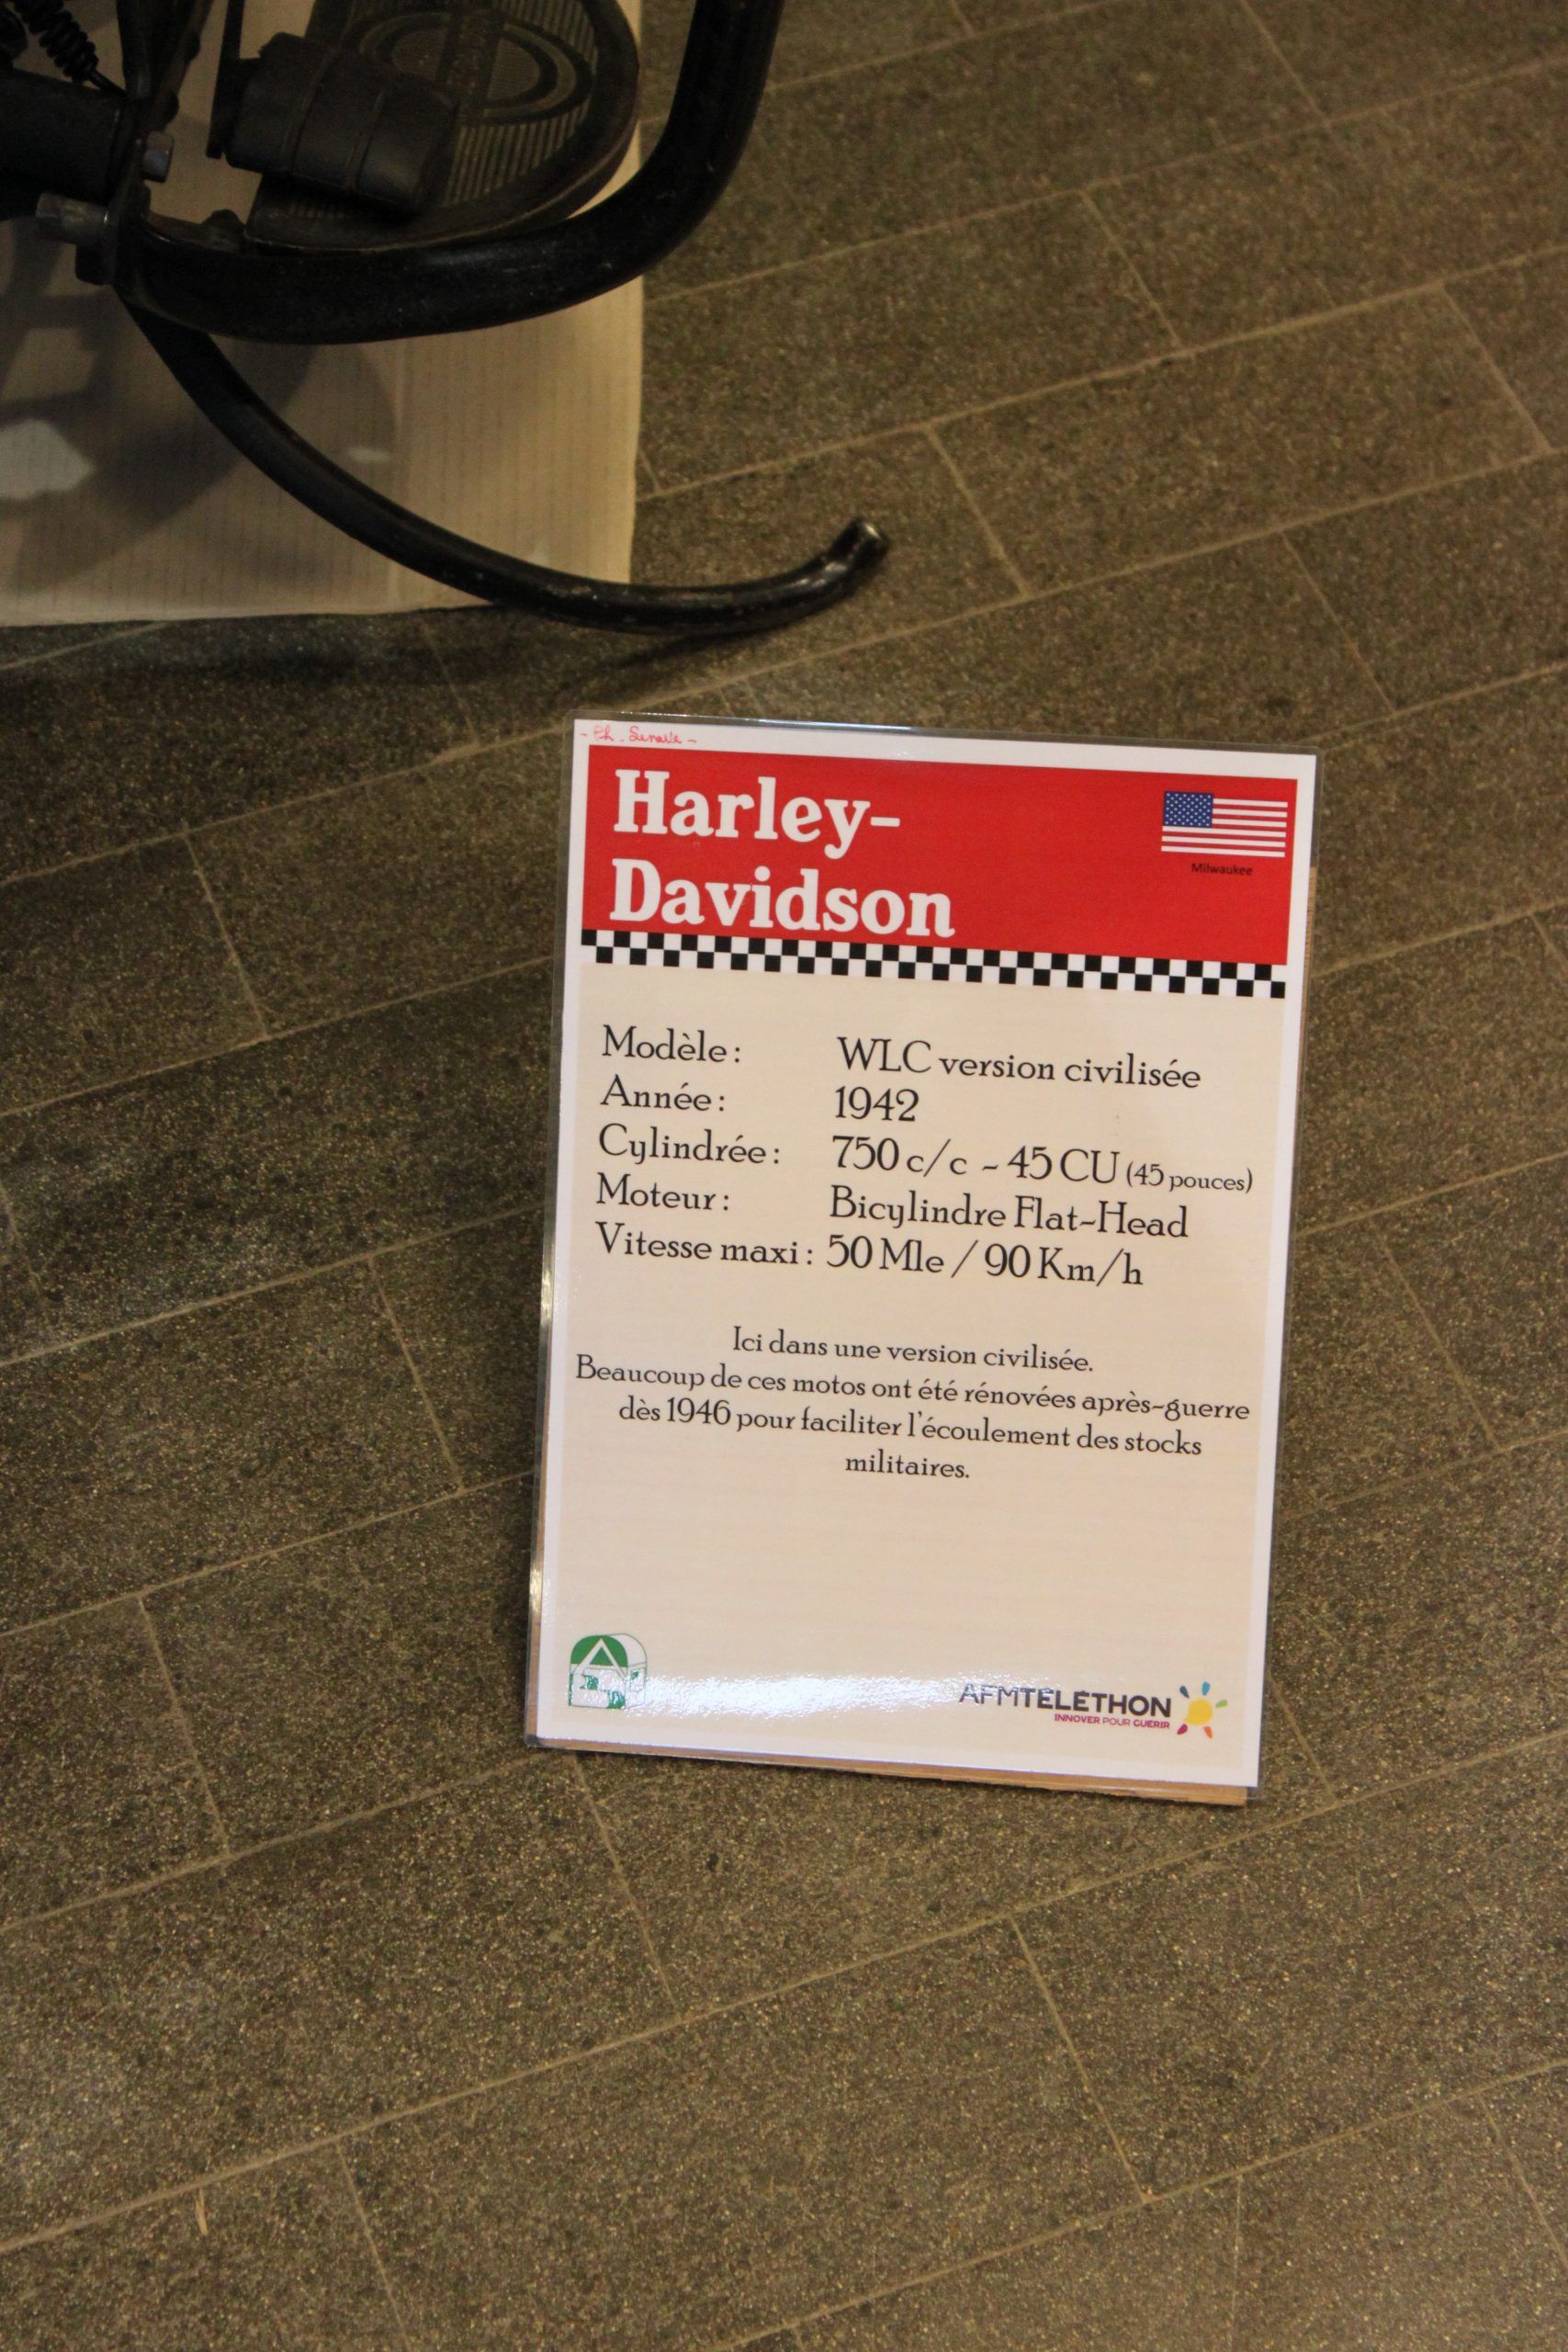 Harley-
Davidson
Milwaukee
Modèle : WLC version civilisée
Année : 1942
Cylindrée : 750 c/c - 45 CU (45 pouces)
Moteur : Bicylindre Flat-Head
Vitesse maxi : 50 Mle / 90 Km/h
Ici dans une version civilisée.
Beaucoup de ces motos ont été rénovées après-guerre
dès 1946 pour faciliter l'écoulement des stocks
militaires.
AFMTELETHON
INNOVER POUR GUERIR